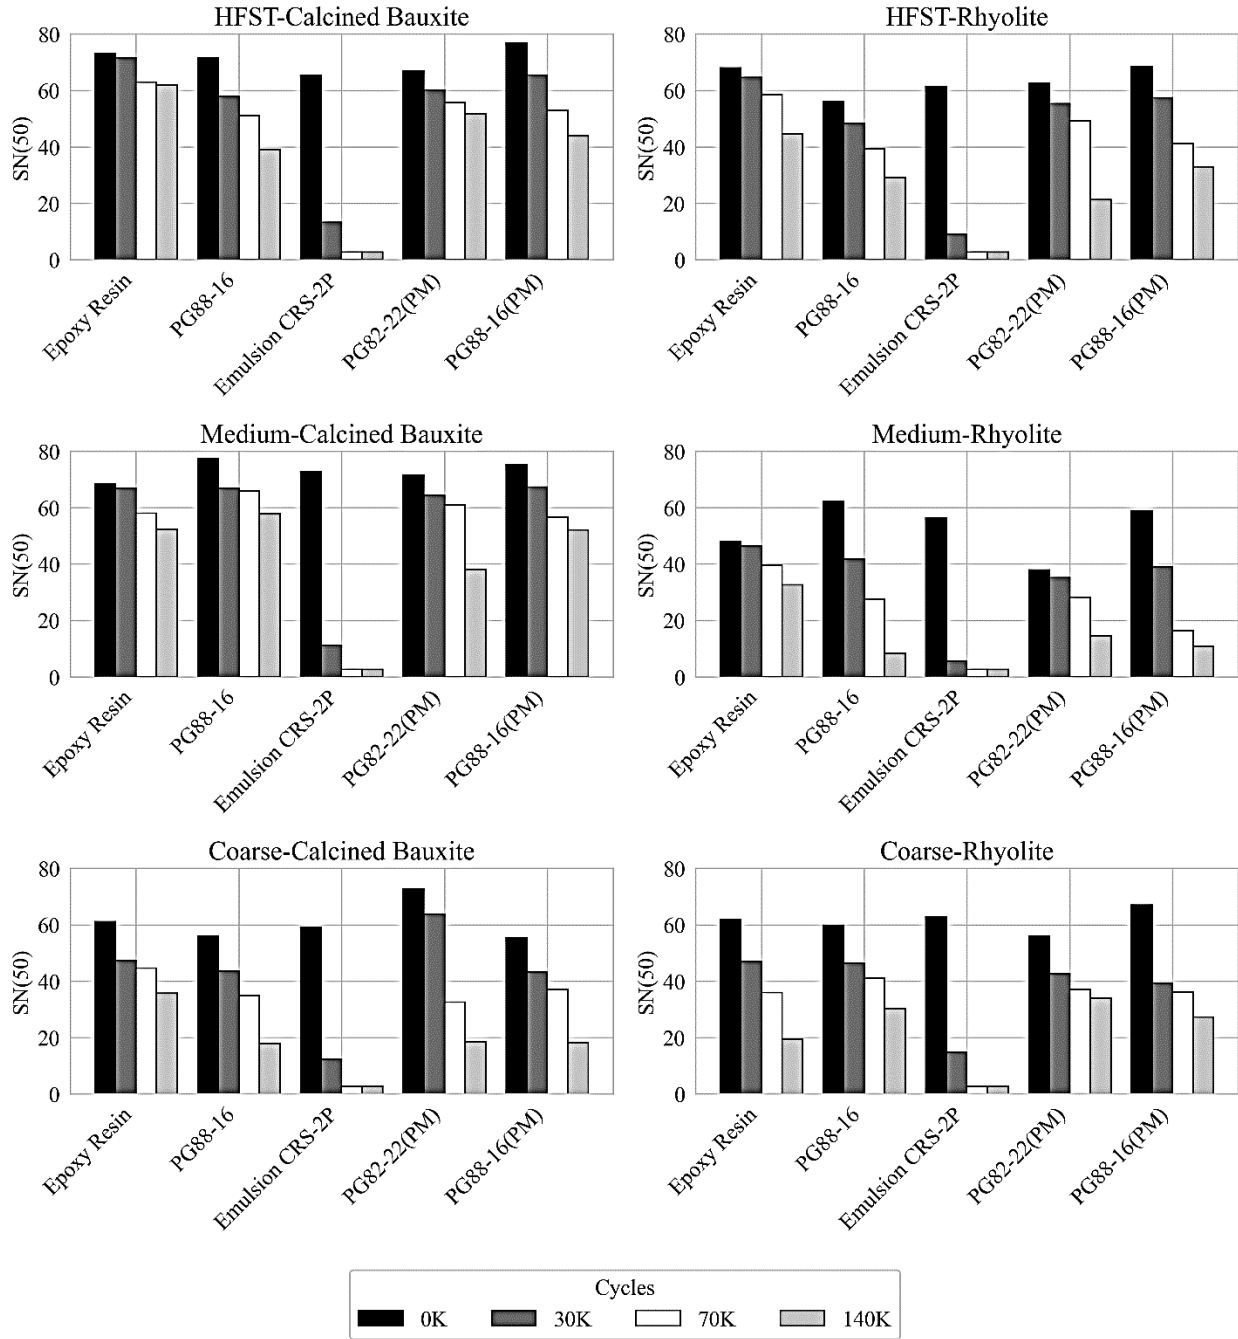 HFST-Calcined Bauxite
80
60
40
20
0
SN(50)
Epoxy Resin
PG88-16
Emulsion CRS-2P
PG82-22(PM)
PG88-16(PM)
HFST-Rhyolite
80
60
40
20
0
SN(50)
Epoxy Resin
PG88-16
Emulsion CRS-2P
PG82-22(PM)
PG88-16(PM)
Medium-Calcined Bauxite
80
60
40
20
0
SN(50)
Epoxy Resin
PG88-16
Emulsion CRS-2P
PG82-22(PM)
PG88-16(PM)
Medium-Rhyolite
80
60
40
20
0
SN(50)
Epoxy Resin
PG88-16
Emulsion CRS-2P
PG82-22(PM)
PG88-16(PM)
Coarse-Calcined Bauxite
80
60
40
20
0
SN(50)
Epoxy Resin
PG88-16
Emulsion CRS-2P
PG82-22(PM)
PG88-16(PM)
Coarse-Rhyolite
80
60
40
20
0
SN(50)
Epoxy Resin
PG88-16
Emulsion CRS-2P
PG82-22(PM)
PG88-16(PM)
Cycles
0K 30K 70K 140K